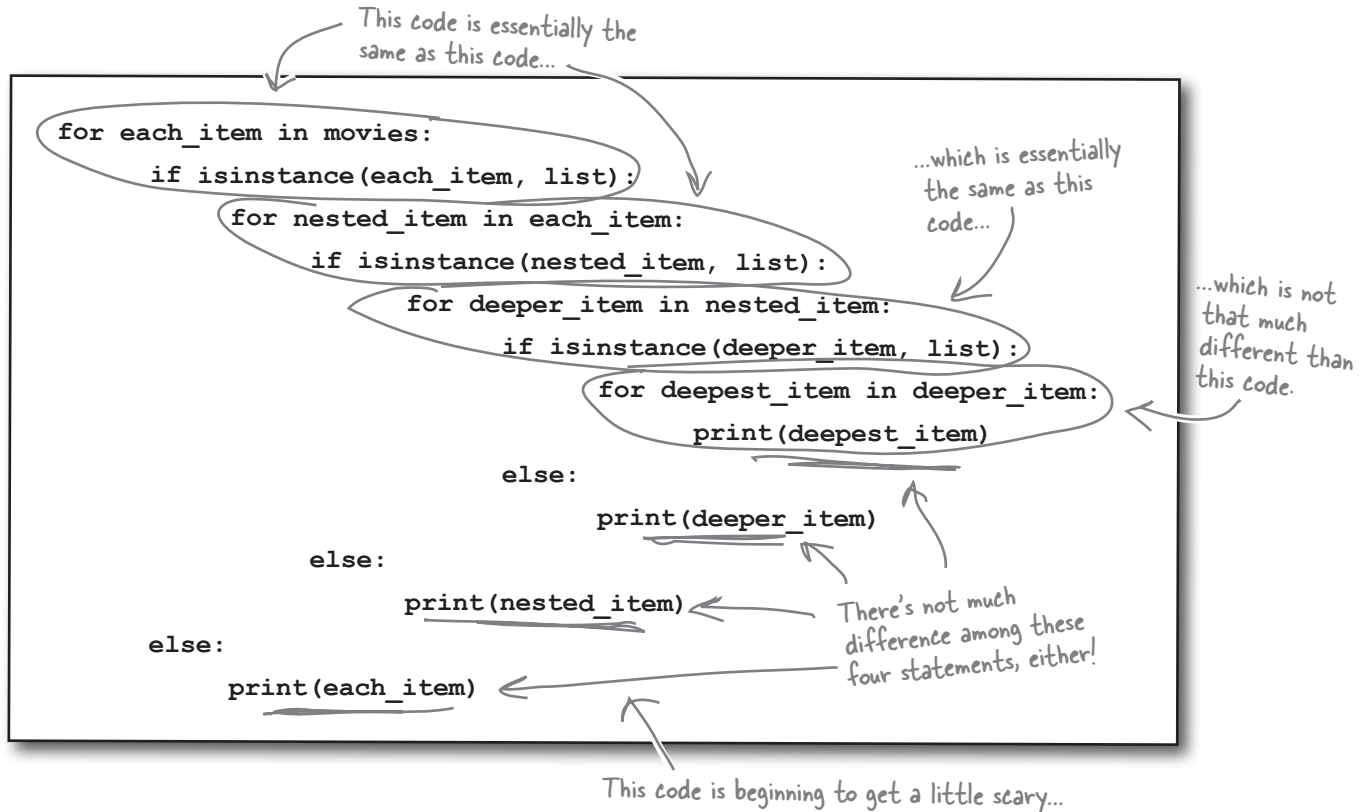 This code is essentially the
same as this code...
for each_item in movies:
if isinstance(each_item, list):
for nested_item in each_item:
if isinstance(nested_item, list):
for deeper_item in nested_item:
if isinstance(deeper_item, list):
for deepest_item in deeper_item:
print(deepest_item)
else:
print(deeper_item)
else:
print(nested_item)
else:
print(each_item)
...which is essentially
the same as this
code...
...which is not
that much
different than
this code.
There's not much
difference among these
four statements, either!
This code is beginning to get a little scary...